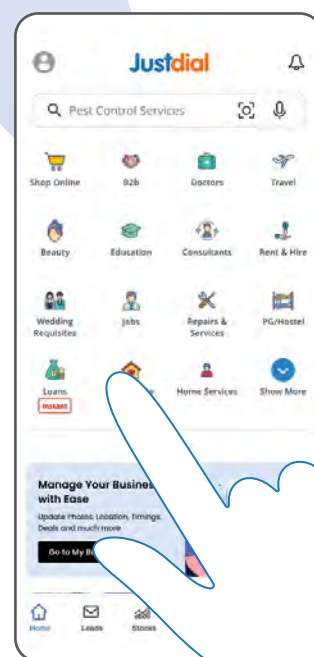 Justdial
Pest Control Services
Shop Online
B2b
Doctors
Travel
Beauty
Education
Consultants
Rent & Hire
Wedding
Requisites
Jobs
Repairs &
Services
PG/Hostel
Loans
Instant
Home Services
Show More
Manage Your Busines
with Ease
Update Photos, Location, Timings,
Deals and much more
Go to My B
Home
Leads
Stocks